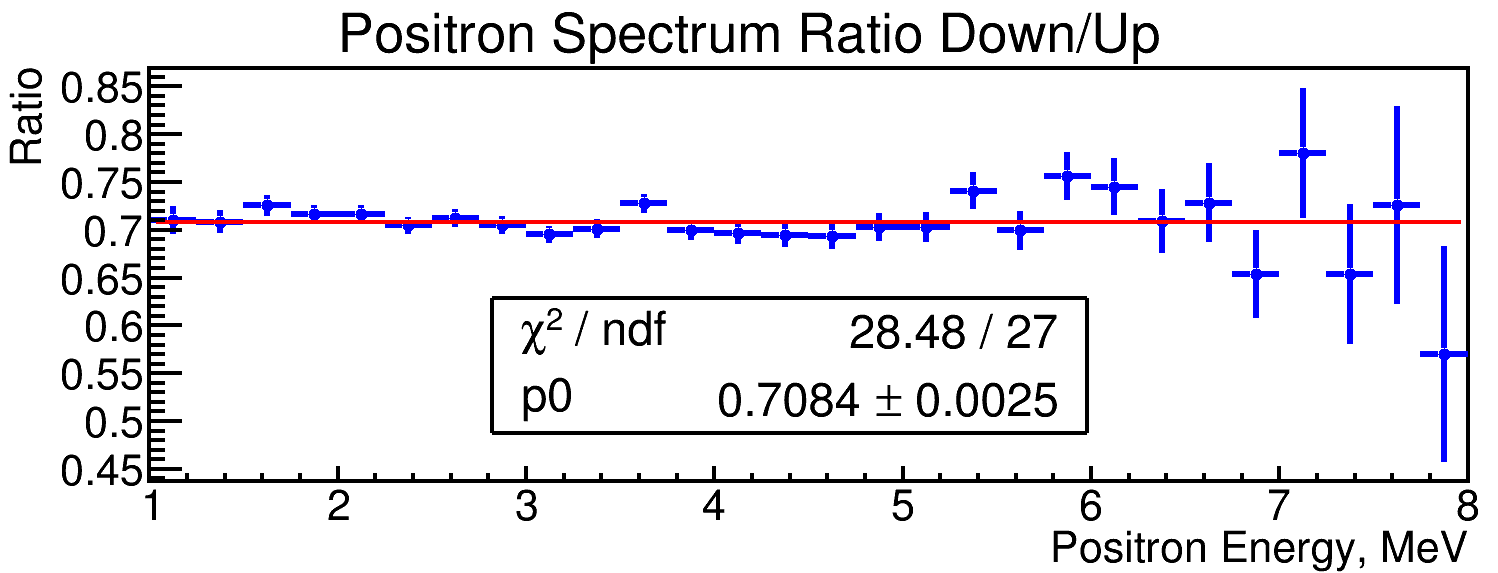 Positron Spectrum Ratio Down/Up
Ratio
0.85
0.8
0.75
0.7
0.65
0.6
0.55
0.5
0.45
χ² / ndf 28.48 / 27
p0 0.7084 ± 0.0025
1 2 3 4 5 6 7 8
Positron Energy, MeV